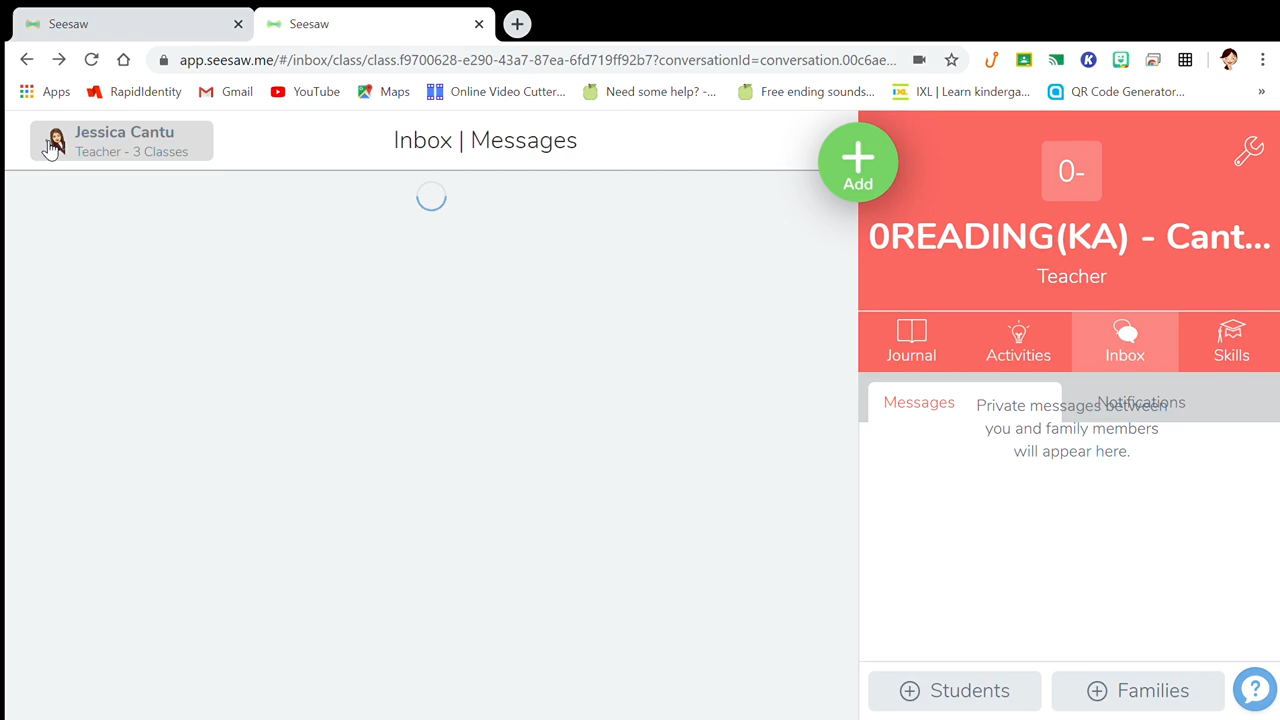 Seesaw
Seesaw
app.seesaw.me/#/inbox/class/class.f9700628-e290-43a7-87ea-6fd719ff92b7?conversationId=conversation.00c6ae...
Apps RapidIdentity Gmail YouTube Maps Online Video Cutter... Need some help? -... Free ending sounds... IXL | Learn kinderga... QR Code Generator... »
Jessica Cantu
Teacher - 3 Classes
Inbox | Messages
Add
0-
0READING(KA) - Cant...
Teacher
Journal Activities Inbox Skills
Messages Notifications
Private messages between
you and family members
will appear here.
Students Families
?